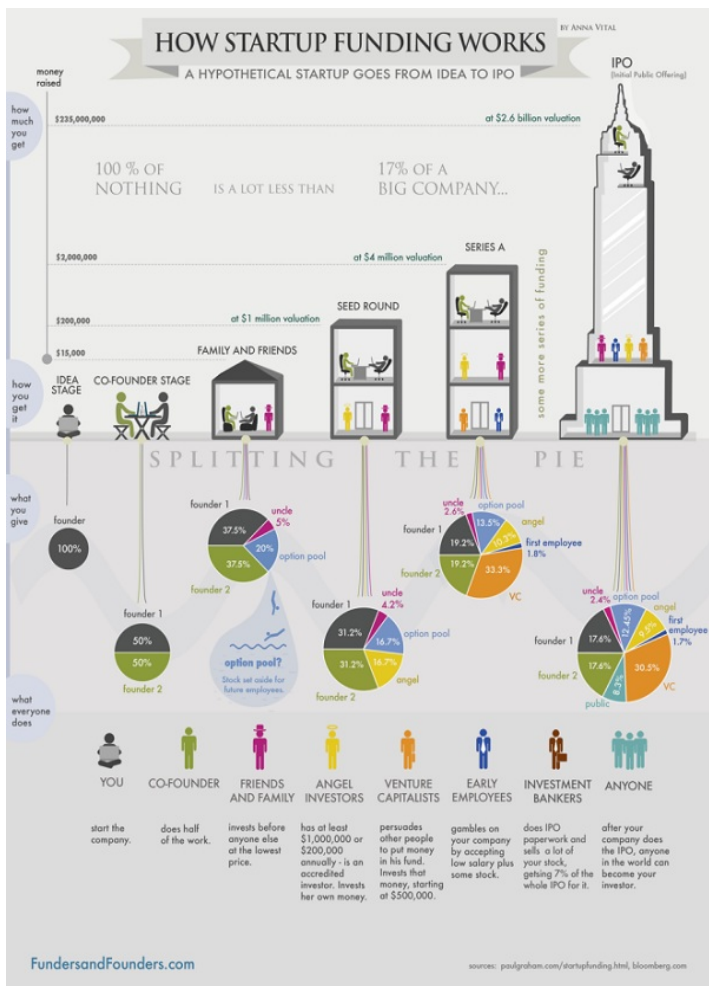 BY ANNA VITAL
HOW STARTUP FUNDING WORKS
A HYPOTHETICAL STARTUP GOES FROM IDEA TO IPO
money
raised
IPO
(Initial Public Offering)
how
much
you
get
$235,000,000
at $2.6 billion valuation
100 % OF
NOTHING
IS A LOT LESS THAN
17% OF A
BIG COMPANY...
SERIES A
$2,000,000
at $4 million valuation
some more series of funding
SEED ROUND
$200,000
at $1 million valuation
$15,000
FAMILY AND FRIENDS
how
you
get
it
IDEA
STAGE
CO-FOUNDER STAGE
SPLITTING THE PIE
what
you
give
founder
100%
founder 1
50%
50%
founder 2
founder 1
37.5%
uncle
5%
20%
option pool
37.5%
founder 2
option pool?
Stock set aside for
future employees.
founder 1
31.2%
uncle
4.2%
16.7%
option pool
31.2%
16.7%
angel
founder 2
uncle
2.6%
option pool
13.5%
angel
10.3%
founder 1
19.2%
first employee
1.8%
founder 2
19.2%
33.3%
VC
uncle
2.4%
option pool
12.45%
angel
9.5%
first
employee
1.7%
founder 1
17.6%
founder 2
17.6%
30.5%
VC
8.3%
public
what
everyone
does
YOU
start the
company.
CO-FOUNDER
does half
of the work.
FRIENDS
AND FAMILY
invests before
anyone else
at the lowest
price.
ANGEL
INVESTORS
has at least
$1,000,000 or
$200,000
annually - is an
accredited
investor. Invests
her own money.
VENTURE
CAPITALISTS
persuades
other people
to put money
in his fund.
Invests that
money, starting
at $500,000.
EARLY
EMPLOYEES
gambles on
your company
by accepting
low salary plus
some stock.
INVESTMENT
BANKERS
does IPO
paperwork and
sells a lot of
your stock,
getsing 7% of the
whole IPO for it.
ANYONE
after your
company does
the IPO, anyone
in the world can
become your
investor.
FundersandFounders.com
sources: paulgraham.com/startupfunding.html, bloomberg.com